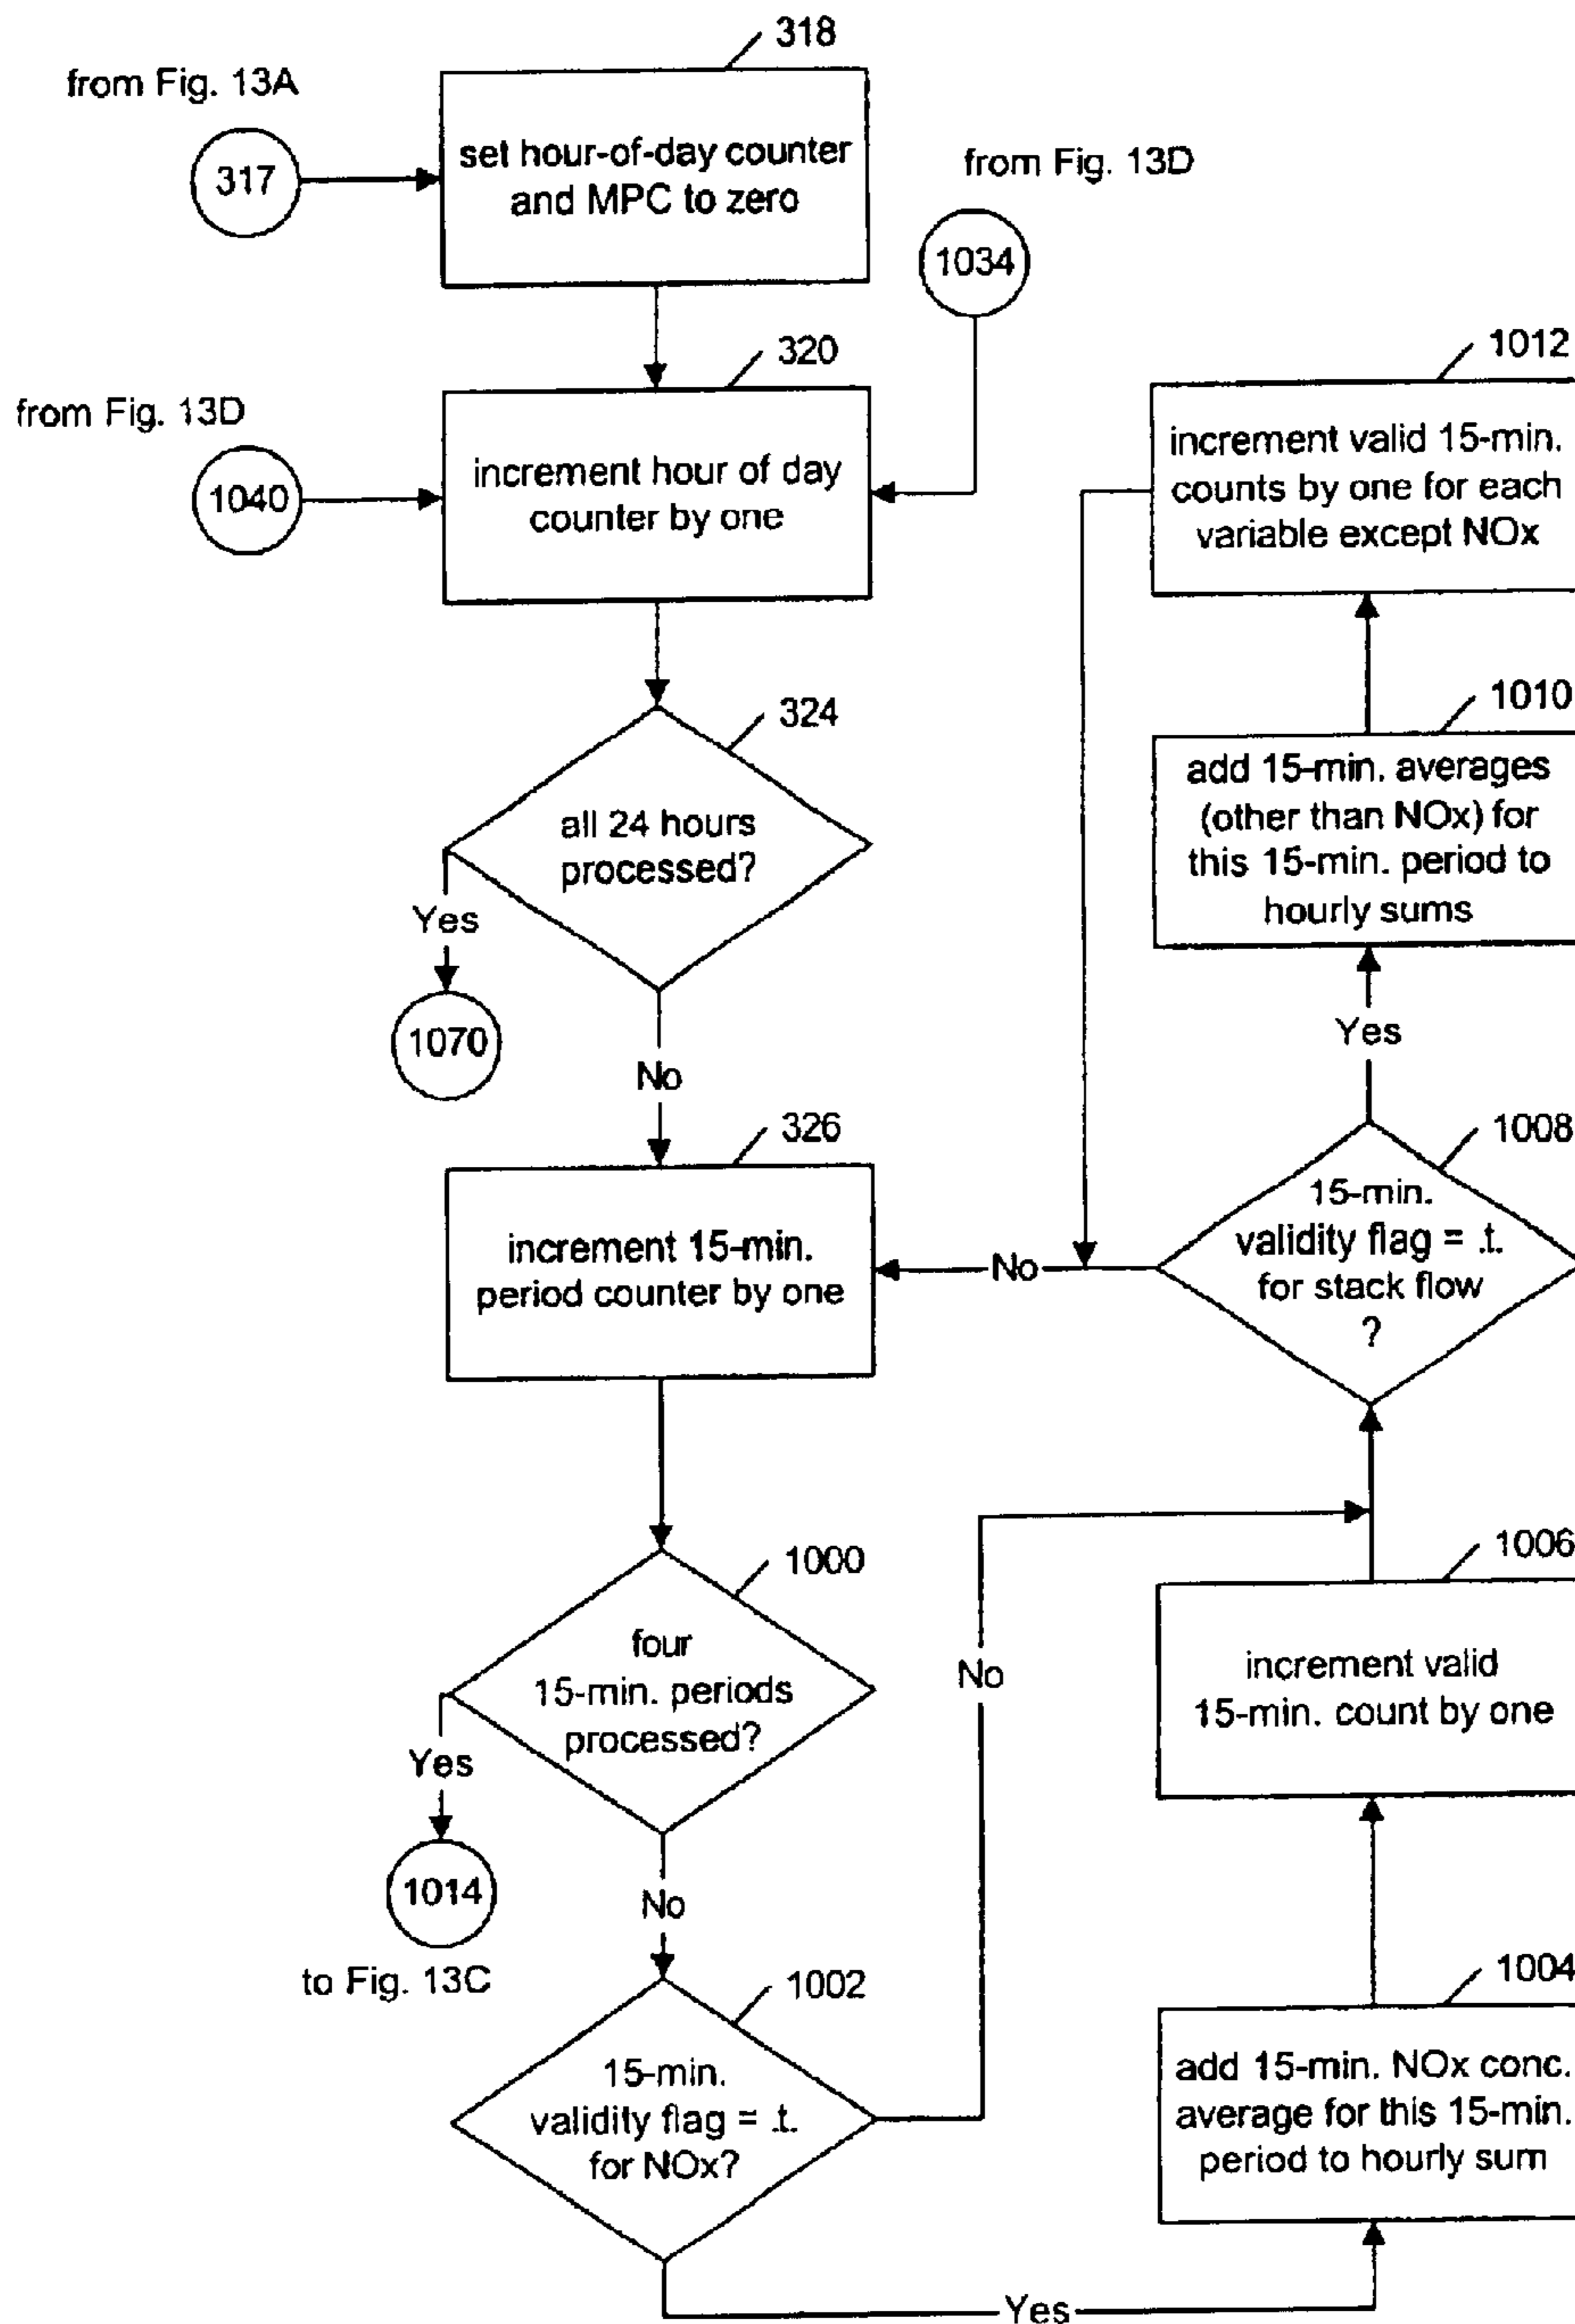 318
from Fig. 13A
317
set hour-of-day counter
and MPC to zero
from Fig. 13D
1034
320
from Fig. 13D
1040
increment hour of day
counter by one
324
all 24 hours
processed?
Yes
1070
No
326
increment 15-min.
period counter by one
1000
four
15-min. periods
processed?
Yes
1014
to Fig. 13C
No
1002
15-min.
validity flag = .t.
for NOx?
No
Yes
1004
add 15-min. NOx conc.
average for this 15-min.
period to hourly sum
1006
increment valid
15-min. count by one
1008
15-min.
validity flag = .t.
for stack flow
?
No
Yes
1010
add 15-min. averages
(other than NOx) for
this 15-min. period to
hourly sums
1012
increment valid 15-min.
counts by one for each
variable except NOx